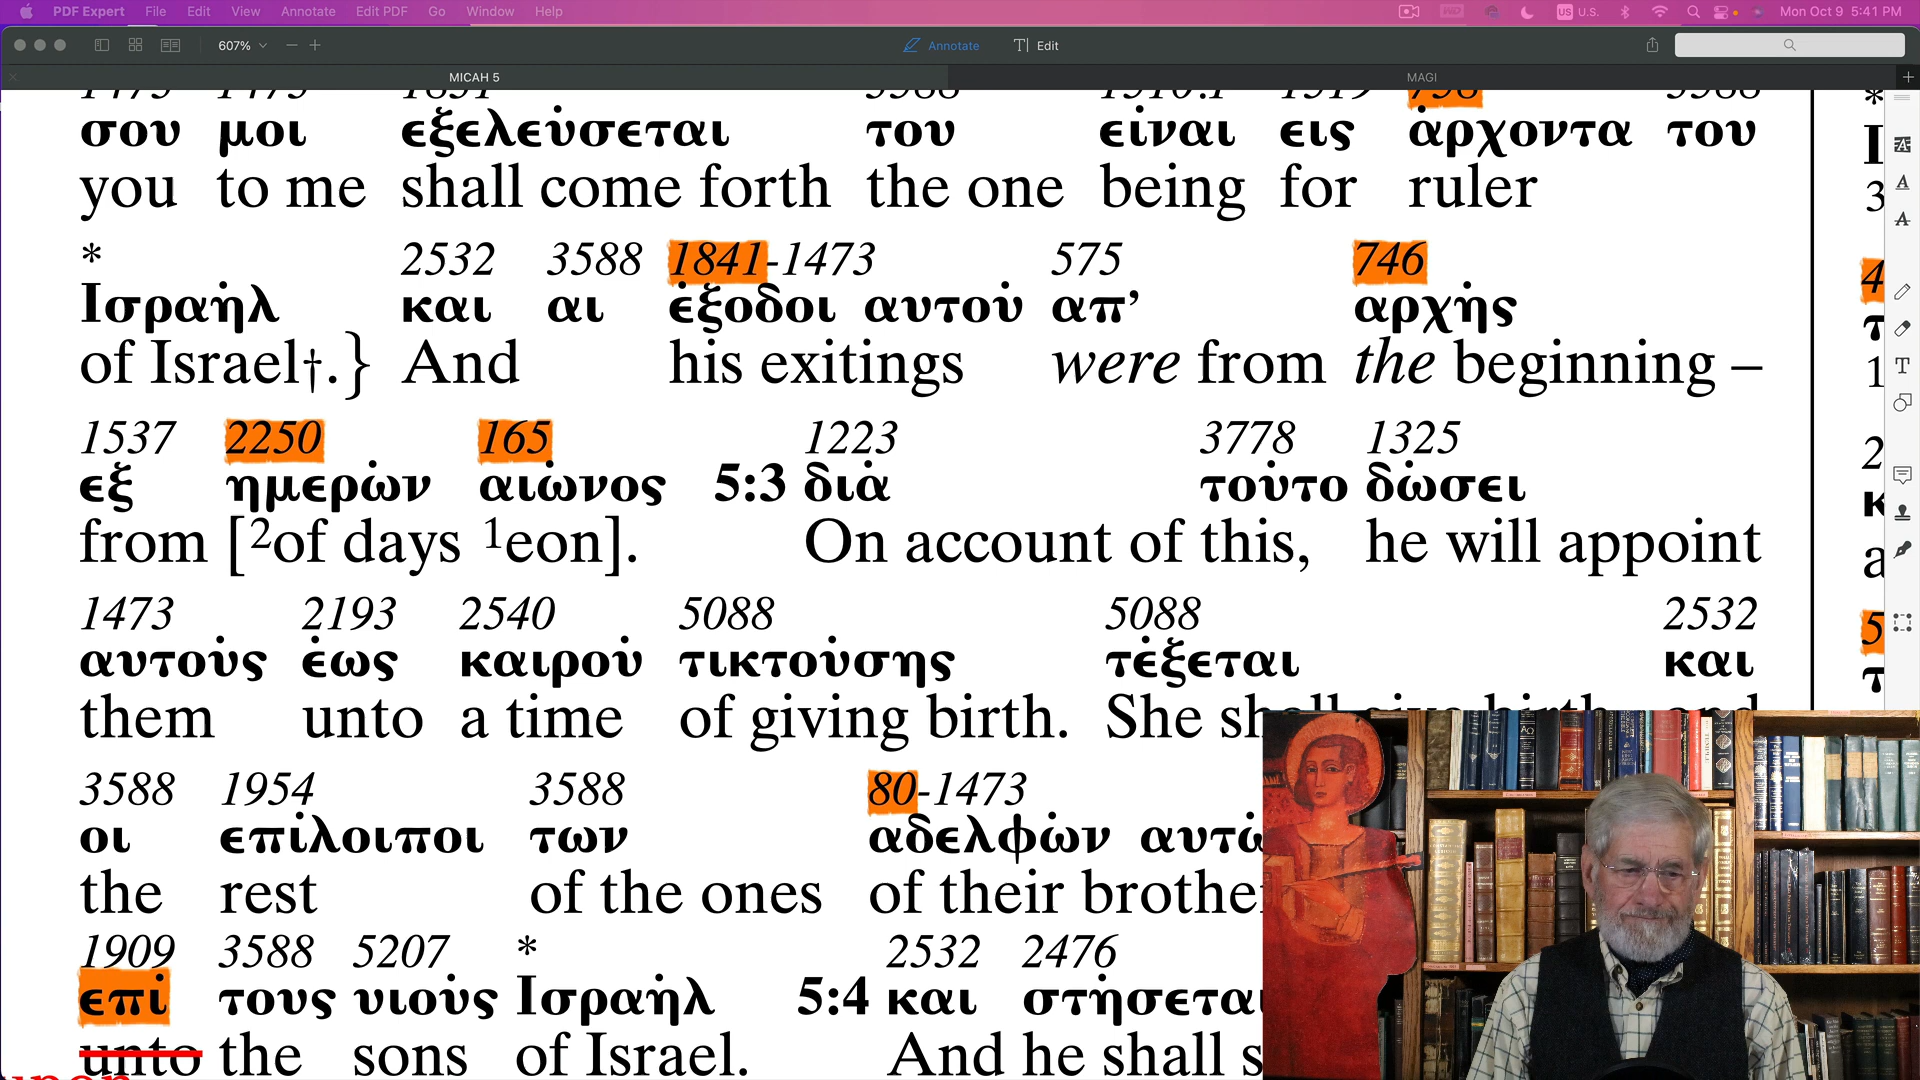 PDF Expert File Edit View Annotate Edit PDF Go Window Help U.S. Mon Oct 9 5:41 PM
607% Annotate T| Edit
MICAH 5 MAGI
σου μοι εξελεύσεται του είναι εις άρχοντα του
you to me shall come forth the one being for ruler
* 2532 3588 1841-1473 575 746
Ισραήλ και αι έξοδοι αυτού απ’ αρχής
of Israel†.} And his exitings were from the beginning –
1537 2250 165 1223 3778 1325
εξ ημερών αιώνος 5:3 διά τούτο δώσει
from [²of days ¹eon]. On account of this, he will appoint
1473 2193 2540 5088 5088 2532
αυτούς έως καιρού τικτούσης τέξεται και
them unto a time of giving birth. She shall give birth, and
3588 1954 3588 80-1473
οι επίλοιποι των αδελφών
the rest of the ones of their
1909 3588 5207 * 2532 2476
επί τους υιούς Ισραήλ 5:4 και στήσεται
unto the sons of Israel. And he shall
upon